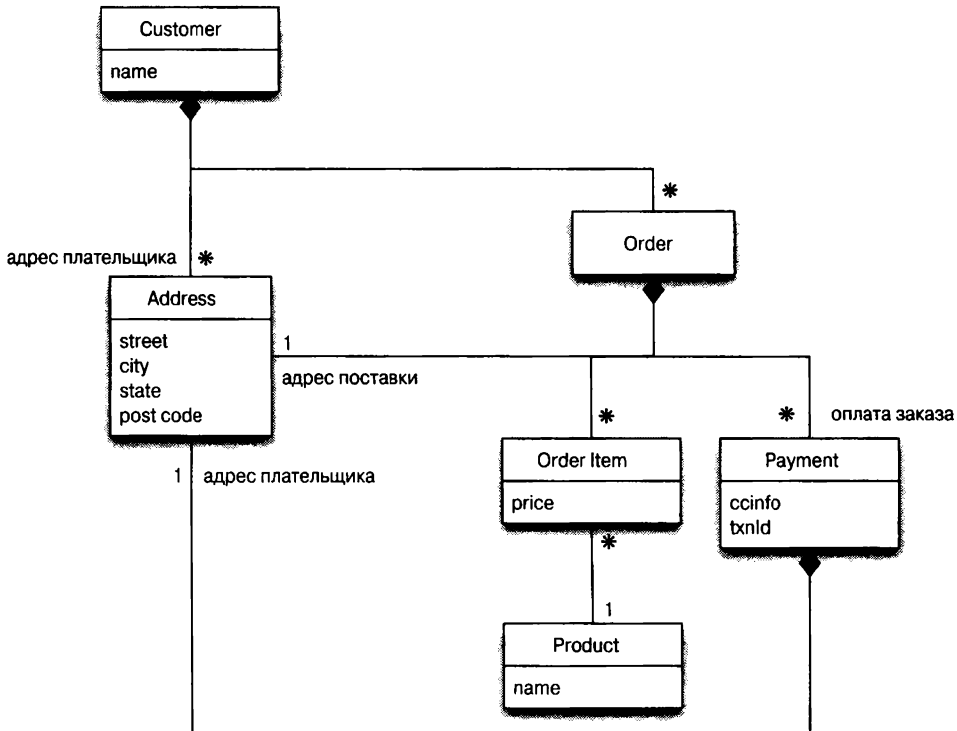 Customer
name
*
Order
адрес плательщика *
Address
street
city
state
post code
1
адрес поставки
*
* оплата заказа
Order Item
price
Payment
ccinfo
txnId
1 адрес плательщика
*
1
Product
name